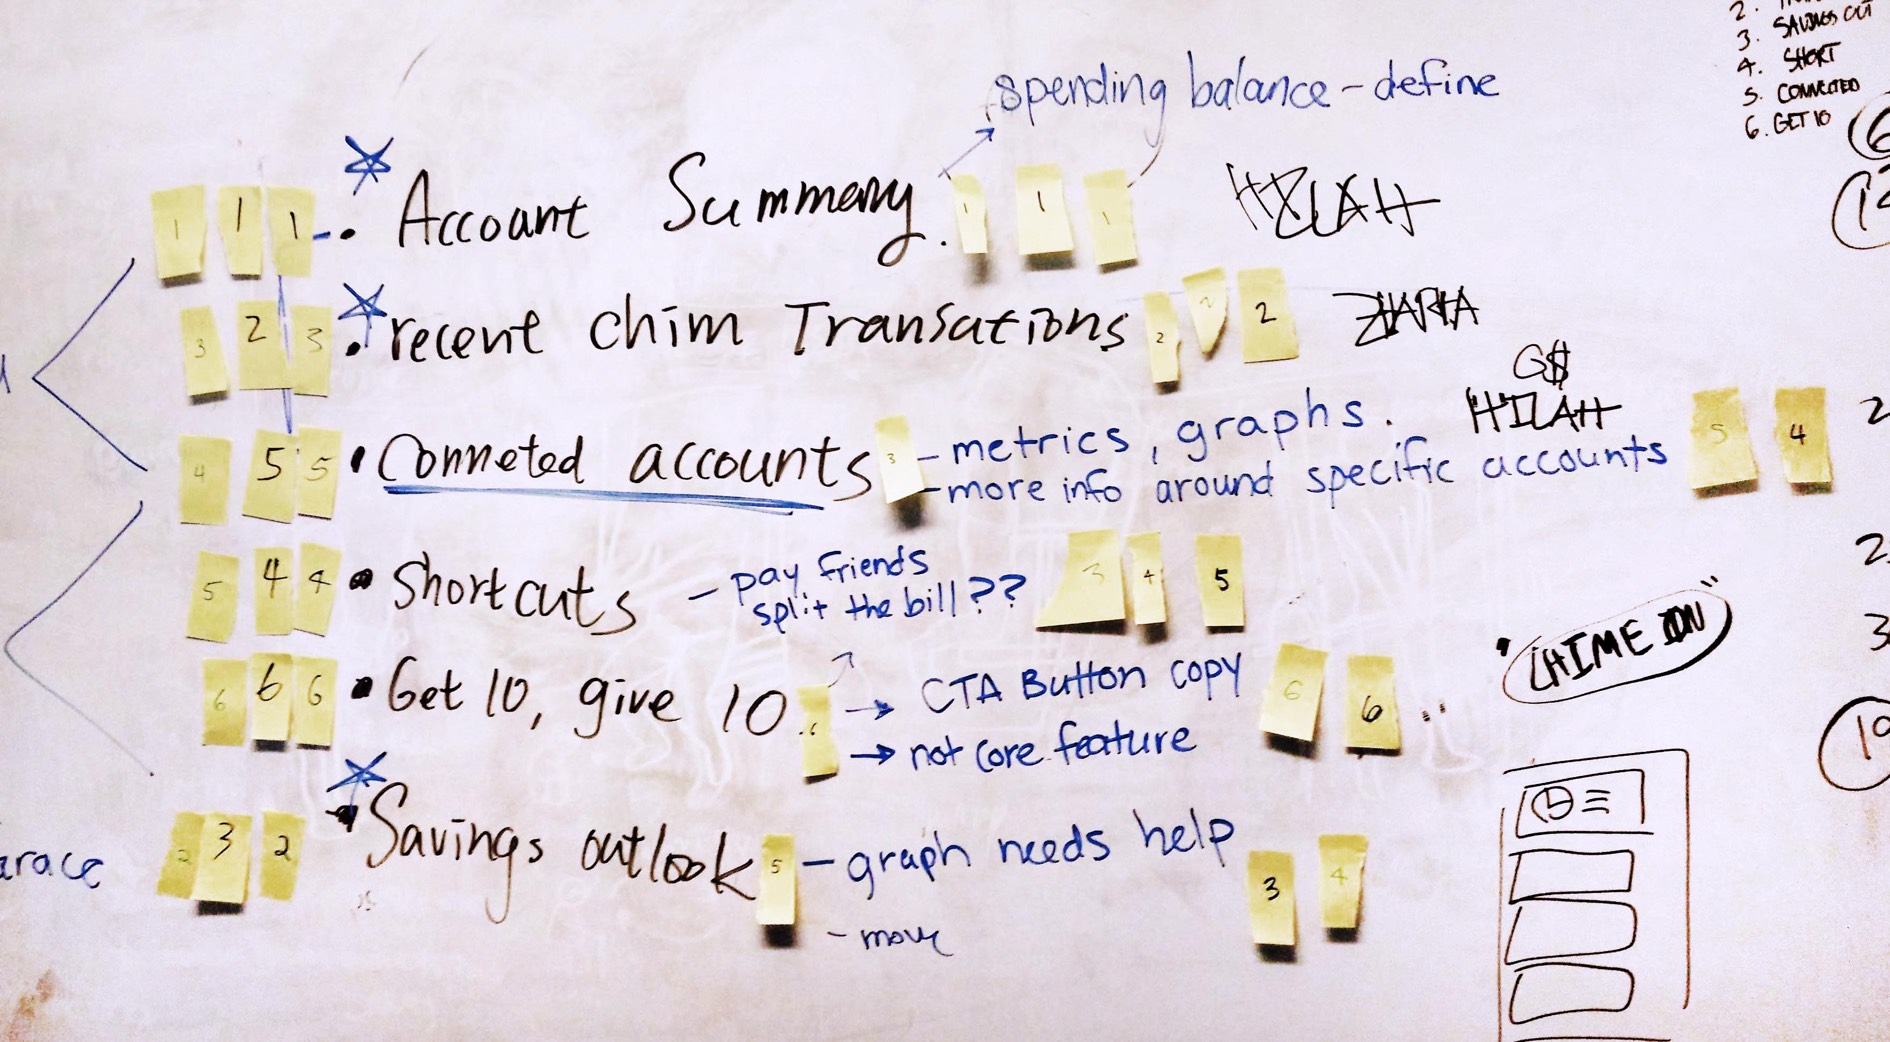 spending balance - define
2.
3. SAVINGS OUT
4. SHORT
5. CONNECTED
6. GET 10
1 1 1 • Account Summary. 1 1 1 HILAH
3 2 3 • recent chim Transations 2 2 2
G$
4 5 5 • Conneted accounts 3 - metrics, graphs. HILAH
- more info around specific accounts 5 4 2
5 4 4 • Shortcuts - pay friends
split the bill?? 3 4 5
6 6 6 • Get 10, give 10 6 → CTA Button copy 6 6
→ not core feature
• CHIME
2 3 2 • Savings outlook 5 - graph needs help 3 4
- move